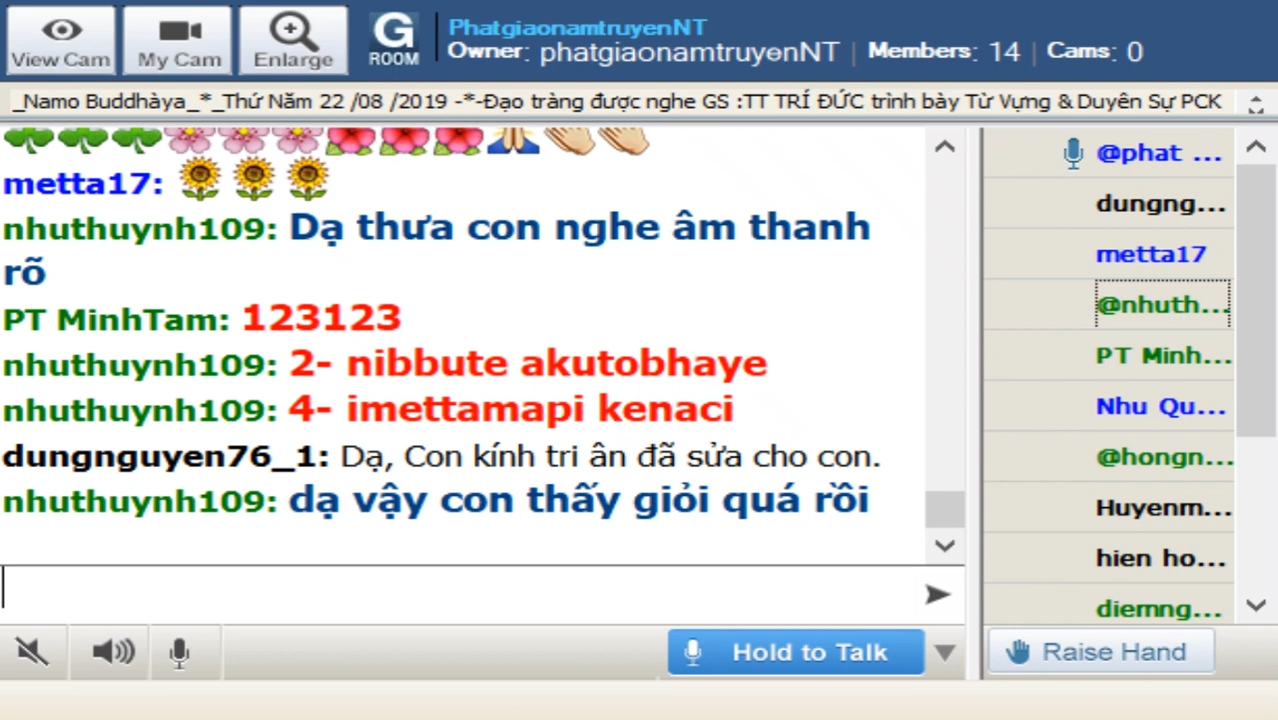 View Cam
My Cam
Enlarge
G
ROOM
PhatgiaonamtruyenNT
Owner: phatgiaonamtruyenNT | Members: 14 | Cams: 0
_Namo Buddhàya_*_Thứ Năm 22 /08 /2019 -*-Đạo tràng được nghe GS :TT TRÍ ĐỨC trình bày Từ Vựng & Duyên Sự PCK
metta17:
nhuthuynh109: Dạ thưa con nghe âm thanh
rõ
PT MinhTam: 123123
nhuthuynh109: 2- nibbute akutobhaye
nhuthuynh109: 4- imettamapi kenaci
dungnguyen76_1: Dạ, Con kính tri ân đã sửa cho con.
nhuthuynh109: dạ vậy con thấy giỏi quá rồi
@phat ...
dungng...
metta17
@nhuth...
PT Minh...
Nhu Qu...
@hongn...
Huyenm...
hien ho...
diemng...
Hold to Talk
Raise Hand